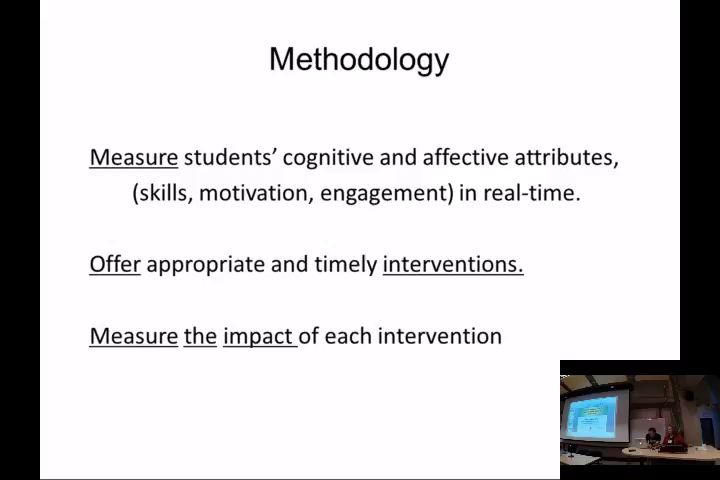 Methodology
Measure students’ cognitive and affective attributes,
(skills, motivation, engagement) in real-time.
Offer appropriate and timely interventions.
Measure the impact of each intervention